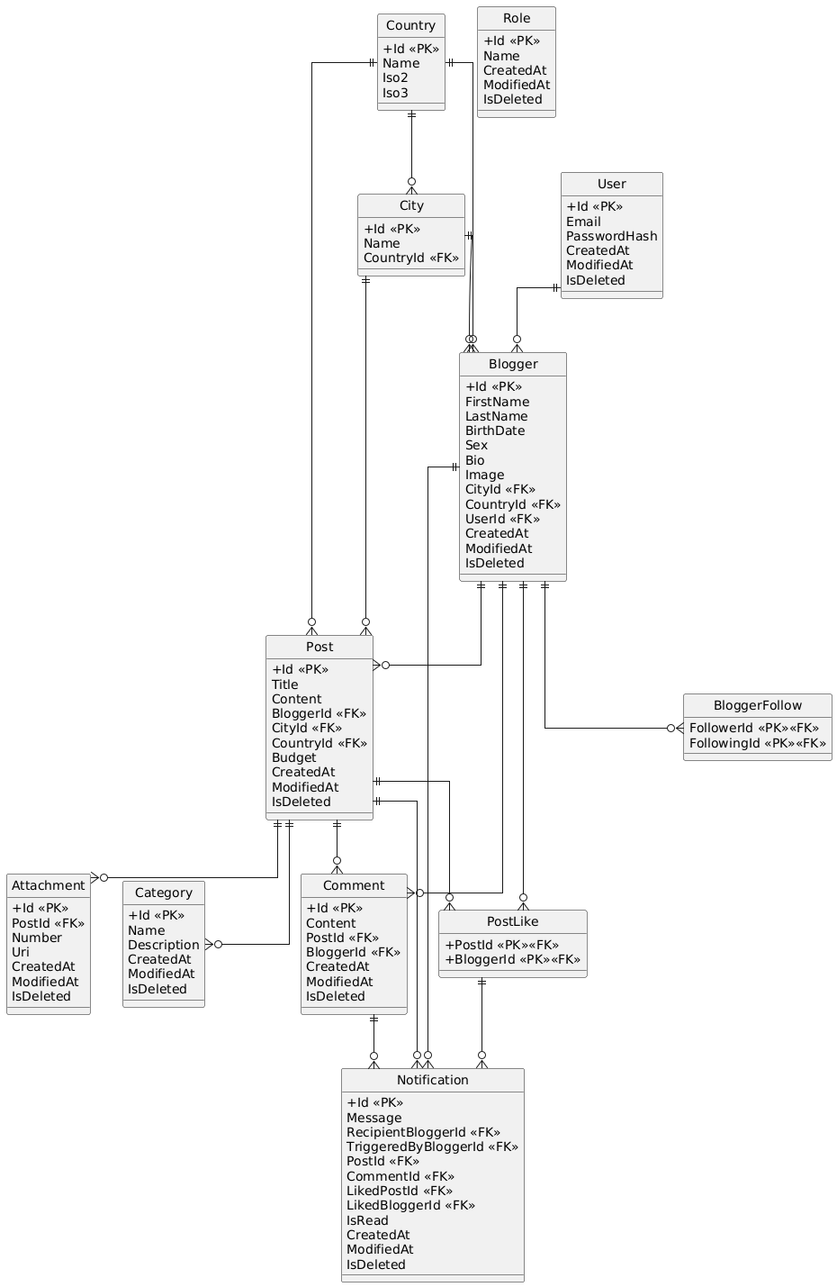 Country
+Id «PK»
Name
Iso2
Iso3
Role
+Id «PK»
Name
CreatedAt
ModifiedAt
IsDeleted
User
+Id «PK»
Email
PasswordHash
CreatedAt
ModifiedAt
IsDeleted
City
+Id «PK»
Name
CountryId «FK»
Blogger
+Id «PK»
FirstName
LastName
BirthDate
Sex
Bio
Image
CityId «FK»
CountryId «FK»
UserId «FK»
CreatedAt
ModifiedAt
IsDeleted
Post
+Id «PK»
Title
Content
BloggerId «FK»
CityId «FK»
CountryId «FK»
Budget
CreatedAt
ModifiedAt
IsDeleted
BloggerFollow
FollowerId «PK»«FK»
FollowingId «PK»«FK»
Attachment
+Id «PK»
PostId «FK»
Number
Uri
CreatedAt
ModifiedAt
IsDeleted
Category
+Id «PK»
Name
Description
CreatedAt
ModifiedAt
IsDeleted
Comment
+Id «PK»
Content
PostId «FK»
BloggerId «FK»
CreatedAt
ModifiedAt
IsDeleted
PostLike
+PostId «PK»«FK»
+BloggerId «PK»«FK»
Notification
+Id «PK»
Message
RecipientBloggerId «FK»
TriggeredByBloggerId «FK»
PostId «FK»
CommentId «FK»
LikedPostId «FK»
LikedBloggerId «FK»
IsRead
CreatedAt
ModifiedAt
IsDeleted